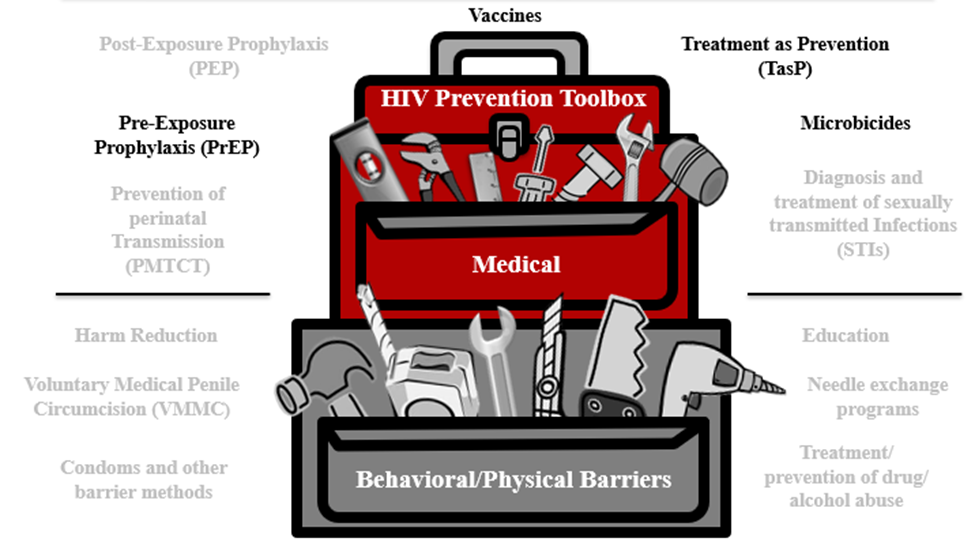 Vaccines
Post-Exposure Prophylaxis
(PEP)
Treatment as Prevention
(TasP)
HIV Prevention Toolbox
Pre-Exposure
Prophylaxis (PrEP)
Microbicides
Prevention of
perinatal
Transmission
(PMTCT)
Diagnosis and
treatment of sexually
transmitted Infections
(STIs)
Medical
Harm Reduction
Voluntary Medical Penile
Circumcision (VMMC)
Condoms and other
barrier methods
Education
Needle exchange
programs
Treatment/
prevention of drug/
alcohol abuse
Behavioral/Physical Barriers